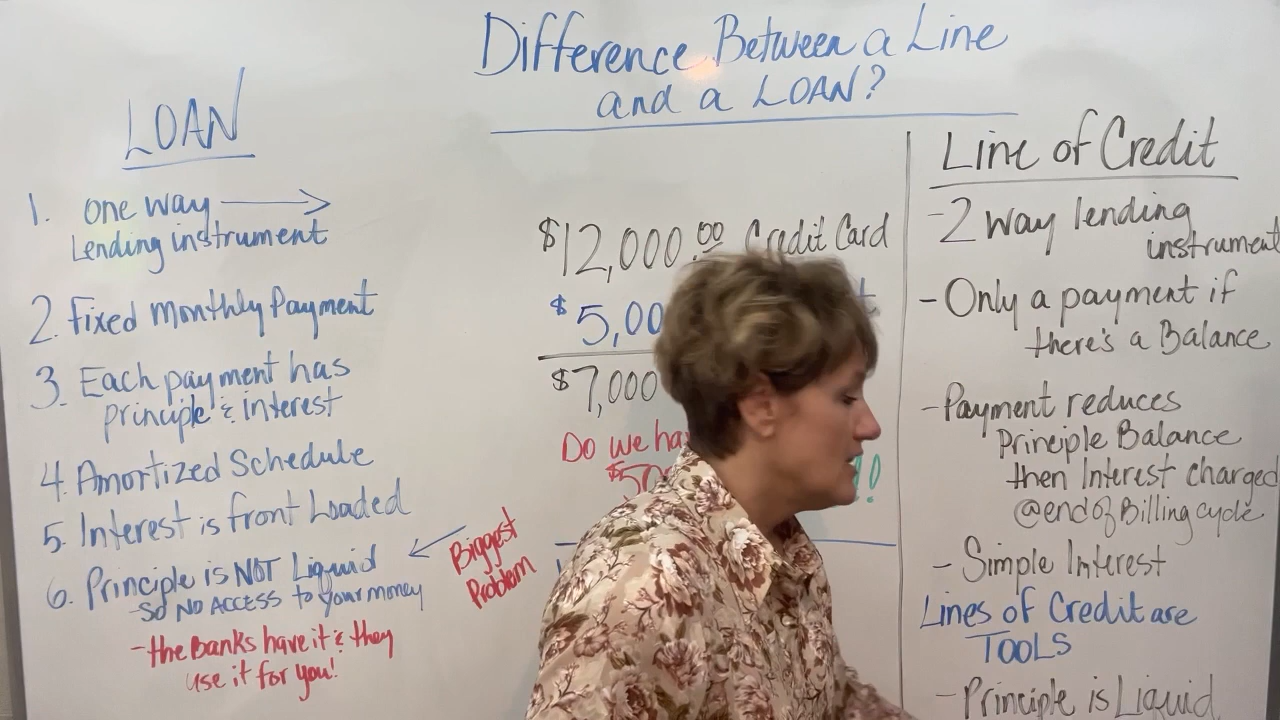 Difference Between a Line
and a LOAN?
LOAN
1. one way
Lending instrument
2. Fixed monthly Payment
3. Each payment has
principle & interest
4. Amortized Schedule
5. Interest is front Loaded
6. Principle is NOT Liquid
- So NO ACCESS to your money
- the Banks have it & they
use it for you!
Biggest
Problem
$12,000.00 Credit Card
$5,00
$7,000
Do we ha
$50
!
Line of Credit
- 2 way lending
instrument
- Only a payment if
there's a Balance
- Payment reduces
Principle Balance
then Interest charged
@ end of Billing cycle
- Simple Interest
Lines of Credit are
TOOLS
- Principle is Liquid